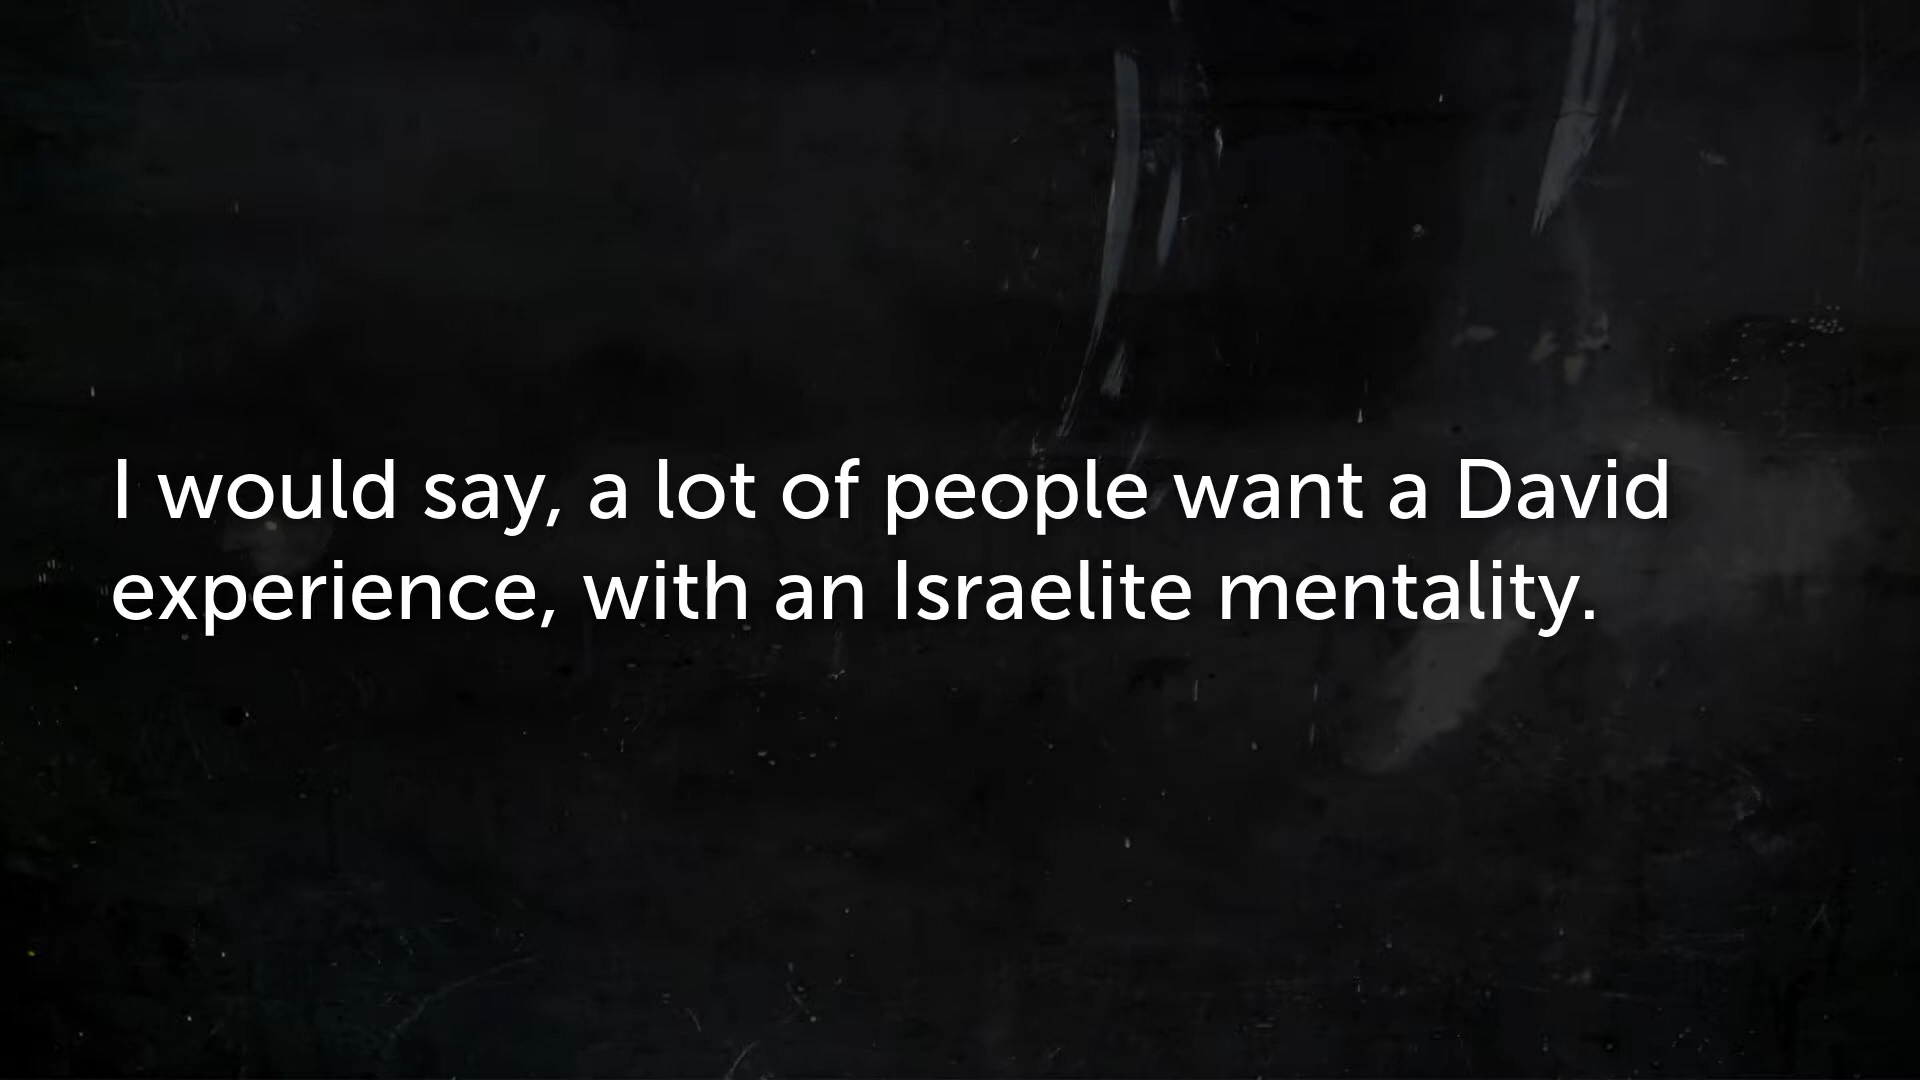 I would say, a lot of people want a David
experience, with an Israelite mentality.